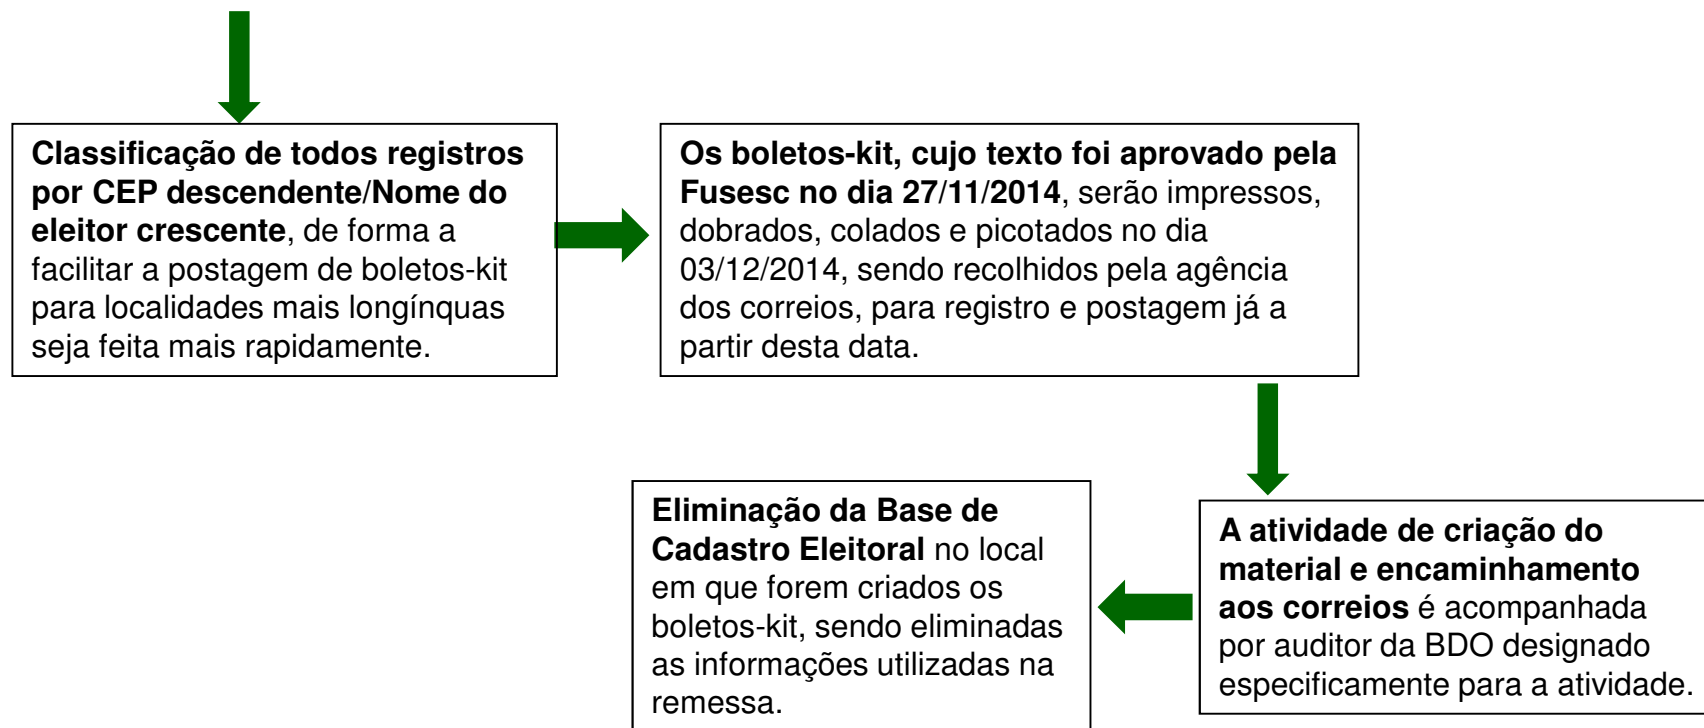 Classificação de todos registros
por CEP descendente/Nome do
eleitor crescente, de forma a
facilitar a postagem de boletos-kit
para localidades mais longínquas
seja feita mais rapidamente.
Os boletos-kit, cujo texto foi aprovado pela
Fusesc no dia 27/11/2014, serão impressos,
dobrados, colados e picotados no dia
03/12/2014, sendo recolhidos pela agência
dos correios, para registro e postagem já a
partir desta data.
A atividade de criação do
material e encaminhamento
aos correios é acompanhada
por auditor da BDO designado
especificamente para a atividade.
Eliminação da Base de
Cadastro Eleitoral no local
em que forem criados os
boletos-kit, sendo eliminadas
as informações utilizadas na
remessa.